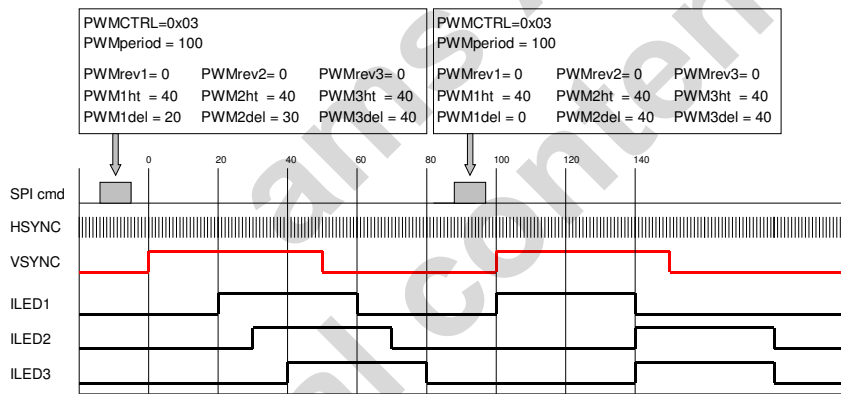 PWMCTRL=0x03
PWMperiod = 100
PWMrev1= 0 PWMrev2= 0 PWMrev3= 0
PWM1ht = 40 PWM2ht = 40 PWM3ht = 40
PWM1del = 20 PWM2del = 30 PWM3del = 40
PWMCTRL=0x03
PWMperiod = 100
PWMrev1= 0 PWMrev2= 0 PWMrev3= 0
PWM1ht = 40 PWM2ht = 40 PWM3ht = 40
PWM1del = 0 PWM2del = 40 PWM3del = 40
0 20 40 60 80 100 120 140
SPI cmd
HSYNC
VSYNC
ILED1
ILED2
ILED3
ams
al conten